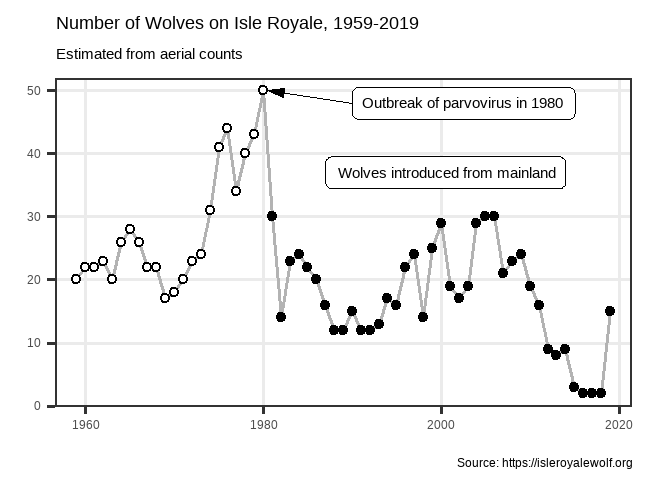 Number of Wolves on Isle Royale, 1959-2019
Estimated from aerial counts
50
Outbreak of parvovirus in 1980
40
Wolves introduced from mainland
30
20
10
0
1960
1980
2000
2020
Source: https://isleroyalewolf.org